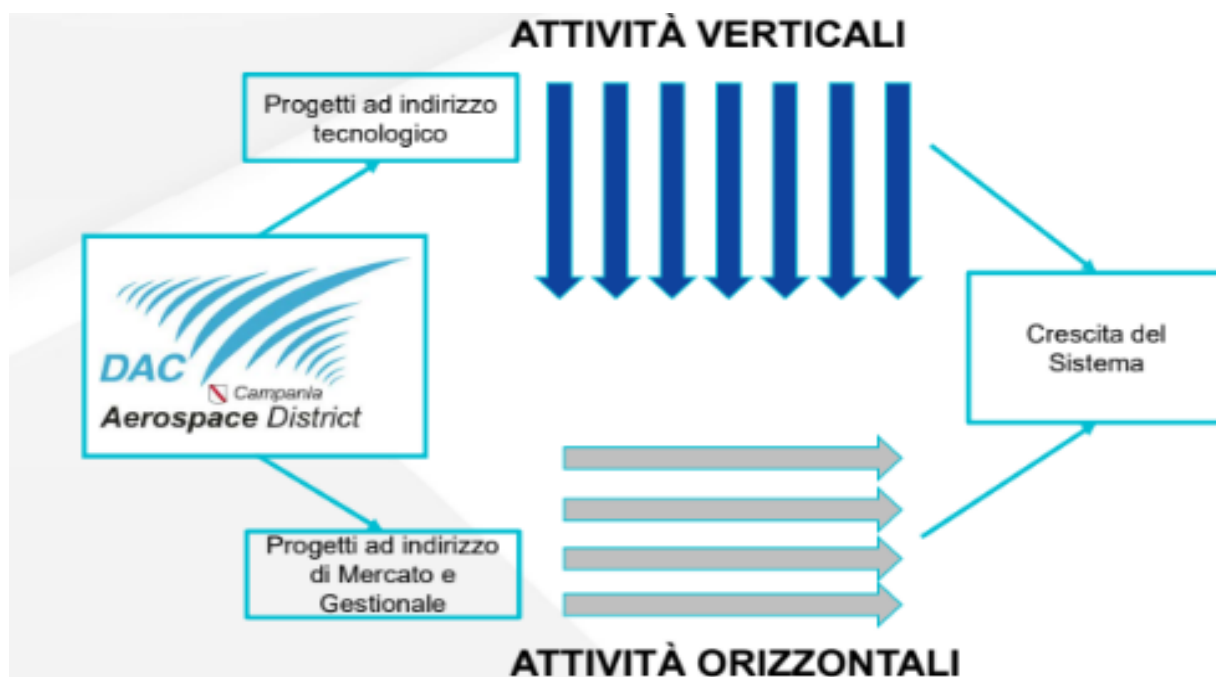 ATTIVITÀ VERTICALI
Progetti ad indirizzo
tecnologico
DAC
Campania
Aerospace District
Crescita del
Sistema
Progetti ad indirizzo
di Mercato e
Gestionale
ATTIVITÀ ORIZZONTALI